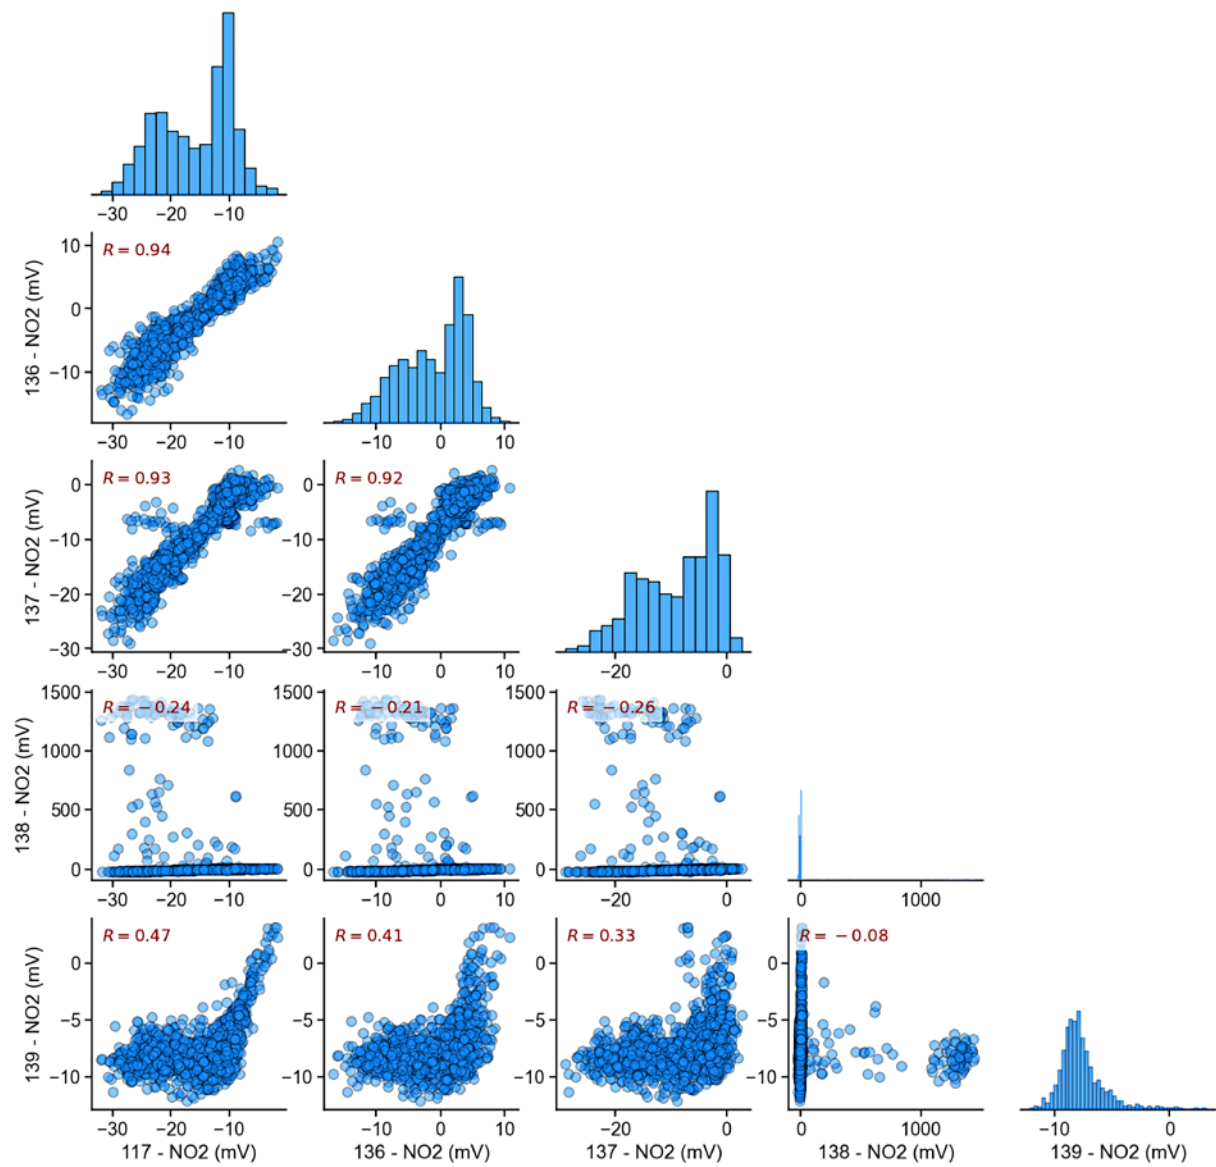 −30 −20 −10
136 - NO2 (mV)
10
0
−10
R = 0.94
−30 −20 −10
−10 0 10
137 - NO2 (mV)
0
−10
−20
−30
R = 0.93
R = 0.92
−30 −20 −10
−10 0 10
−20 0
138 - NO2 (mV)
1500
1000
500
0
R = −0.24
1500
1000
500
0
R = −0.21
1500
1000
500
0
R = −0.26
−30 −20 −10
−10 0 10
−20 0
0 1000
139 - NO2 (mV)
0
−5
−10
R = 0.47
0
−5
−10
R = 0.41
0
−5
−10
R = 0.33
0
−5
−10
R = −0.08
−30 −20 −10
−10 0 10
−20 0
0 1000
−10 0
117 - NO2 (mV)
136 - NO2 (mV)
137 - NO2 (mV)
138 - NO2 (mV)
139 - NO2 (mV)